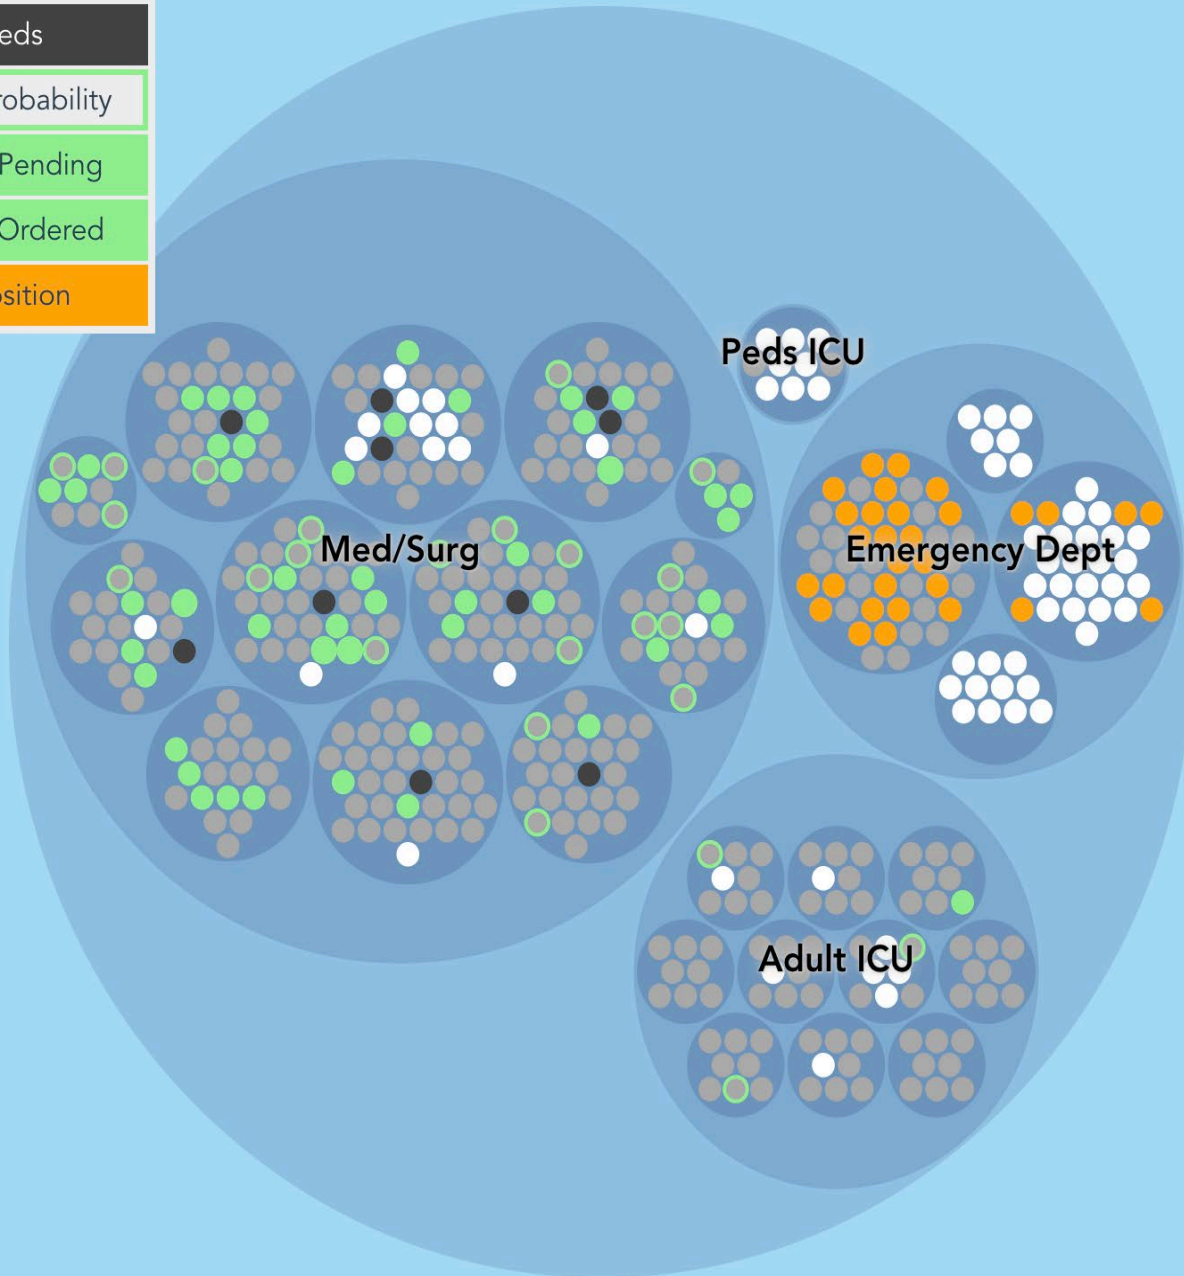 eds
robability
Pending
Ordered
sition
Peds ICU
Med/Surg
Emergency Dept
Adult ICU